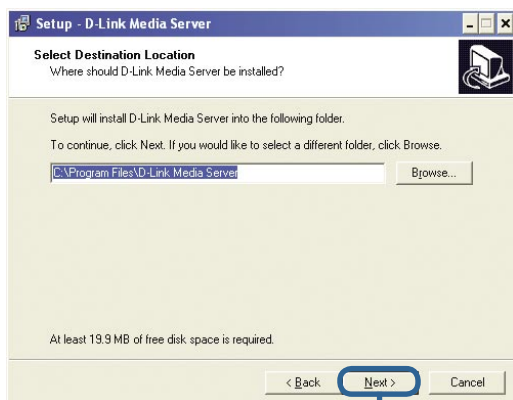 Setup - D-Link Media Server
Select Destination Location
Where should D-Link Media Server be installed?
Setup will install D-Link Media Server into the following folder.
To continue, click Next. If you would like to select a different folder, click Browse.
C:\Program Files\D-Link Media Server
Browse...
At least 19.9 MB of free disk space is required.
< Back
Next >
Cancel